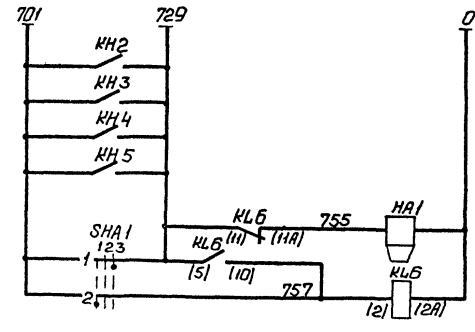 701 729 0
KH2
KH3
KH4
KH5
KL6 755 HA1
(11) (11A)
SHA1 KL6
123
1 (5) (10) KL6
2 757 (2) (2A)